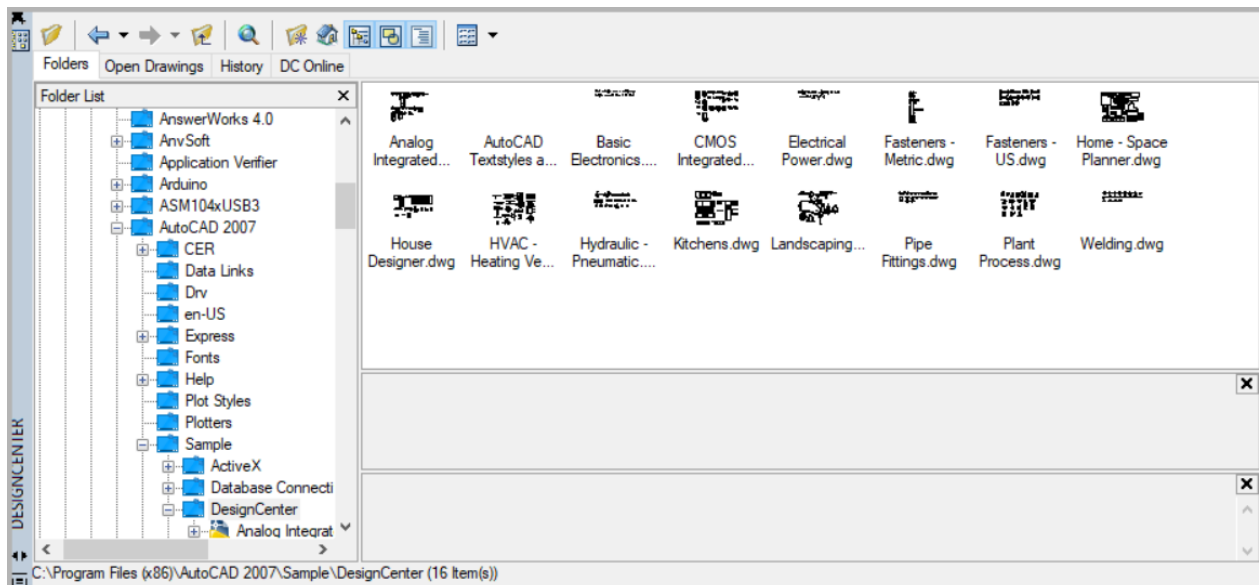 Folders Open Drawings History DC Online
Folder List
AnswerWorks 4.0
AnvSoft
Application Verifier
Arduino
ASM104xUSB3
AutoCAD 2007
CER
Data Links
Drv
en-US
Express
Fonts
Help
Plot Styles
Plotters
Sample
ActiveX
Database Connecti
DesignCenter
Analog Integrat
Analog
Integrated...
AutoCAD
Textstyles a...
Basic
Electronics....
CMOS
Integrated...
Electrical
Power.dwg
Fasteners -
Metric.dwg
Fasteners -
US.dwg
Home - Space
Planner.dwg
House
Designer.dwg
HVAC -
Heating Ve...
Hydraulic -
Pneumatic....
Kitchens.dwg
Landscaping...
Pipe
Fittings.dwg
Plant
Process.dwg
Welding.dwg
DESIGNCENTER
C:\Program Files (x86)\AutoCAD 2007\Sample\DesignCenter (16 Item(s))